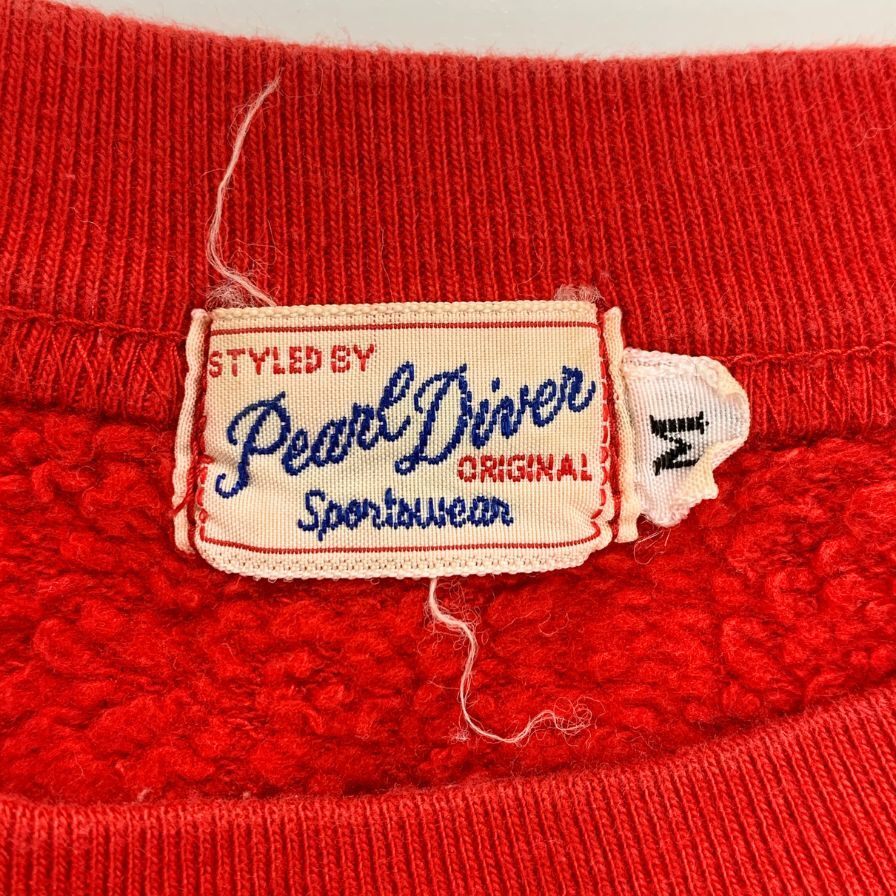 STYLED BY
Pearl Diver
ORIGINAL
Sportswear
M